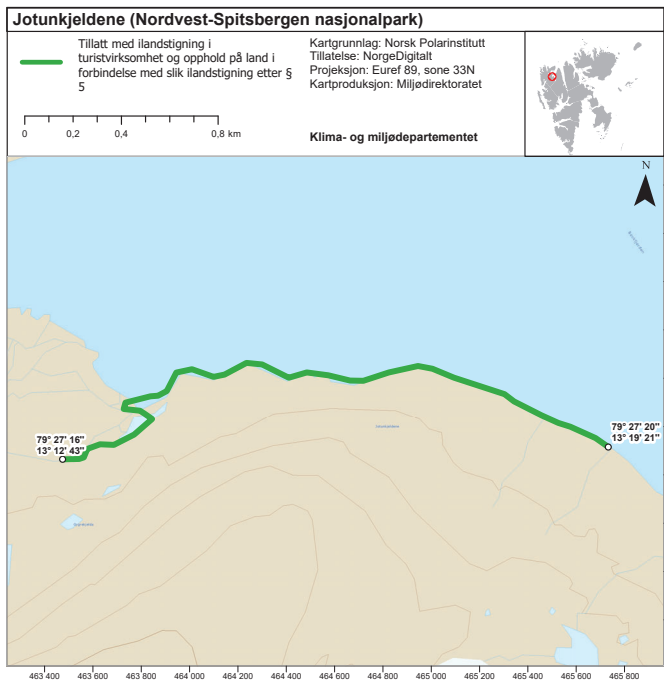 Jotunkjeldene (Nordvest-Spitsbergen nasjonalpark)
Tillatt med ilandstigning i
turistvirksomhet og opphold på land i
forbindelse med slik ilandstigning etter §
5
0 0,2 0,4 0,8 km
Kartgrunnlag: Norsk Polarinstitutt
Tillatelse: NorgeDigitalt
Projeksjon: Euref 89, sone 33N
Kartproduksjon: Miljødirektoratet
Klima- og miljødepartementet
N
79° 27' 16"
13° 12' 43"
79° 27' 20"
13° 19' 21"
463 400 463 600 463 800 464 000 464 200 464 400 464 600 464 800 465 000 465 200 465 400 465 600 465 800